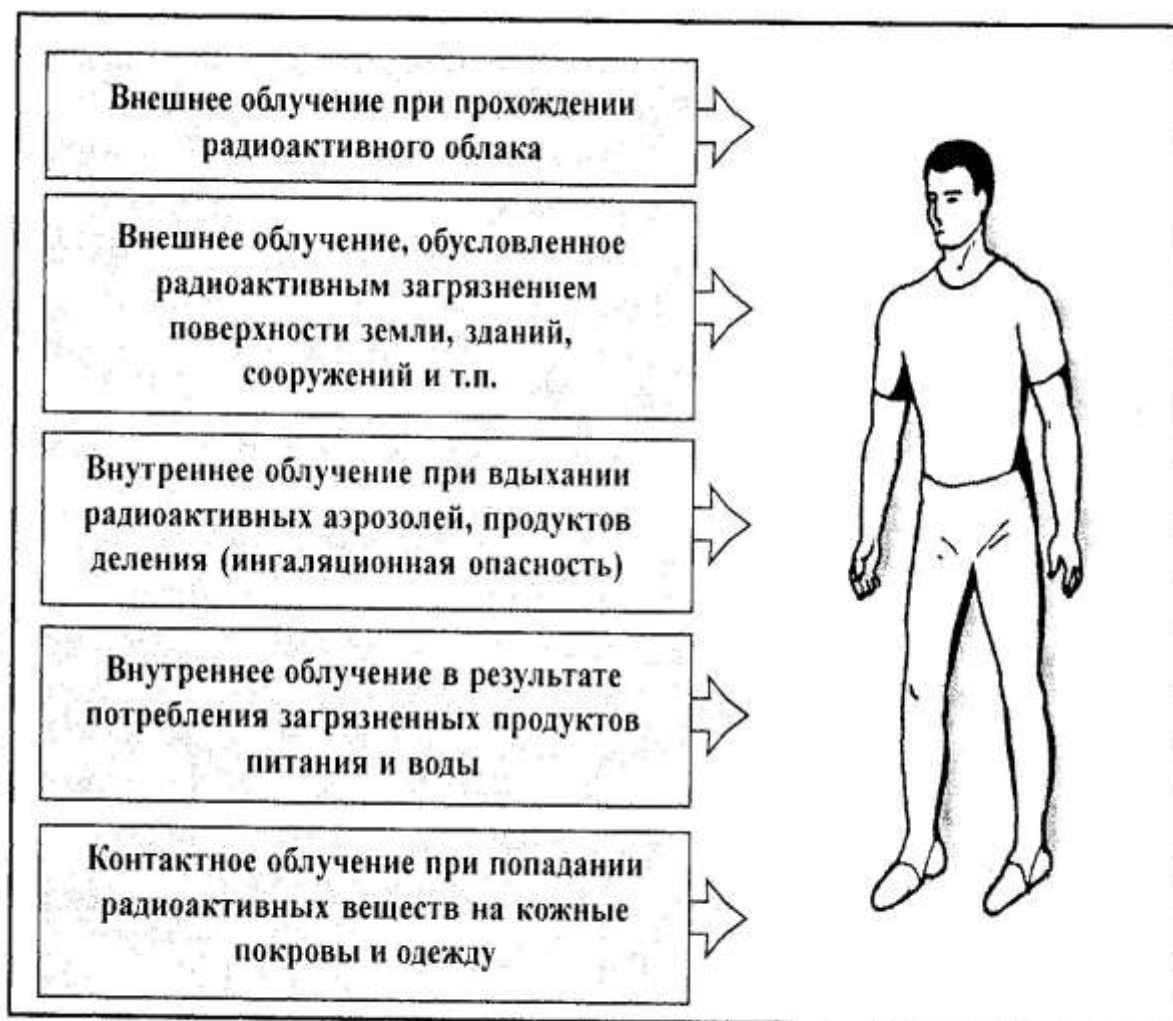 Внешнее облучение при прохождении
радиоактивного облака
Внешнее облучение, обусловленное
радиоактивным загрязнением
поверхности земли, зданий,
сооружений и т.п.
Внутреннее облучение при вдыхании
радиоактивных аэрозолей, продуктов
деления (ингаляционная опасность)
Внутреннее облучение в результате
потребления загрязненных продуктов
питания и воды
Контактное облучение при попадании
радиоактивных веществ на кожные
покровы и одежду